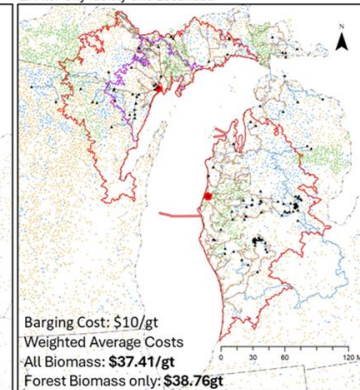 N
Barging Cost: $10/gt
Weighted Average Costs
All Biomass: $37.41/gt
Forest Biomass only: $38.76gt
0 30 60 120 M